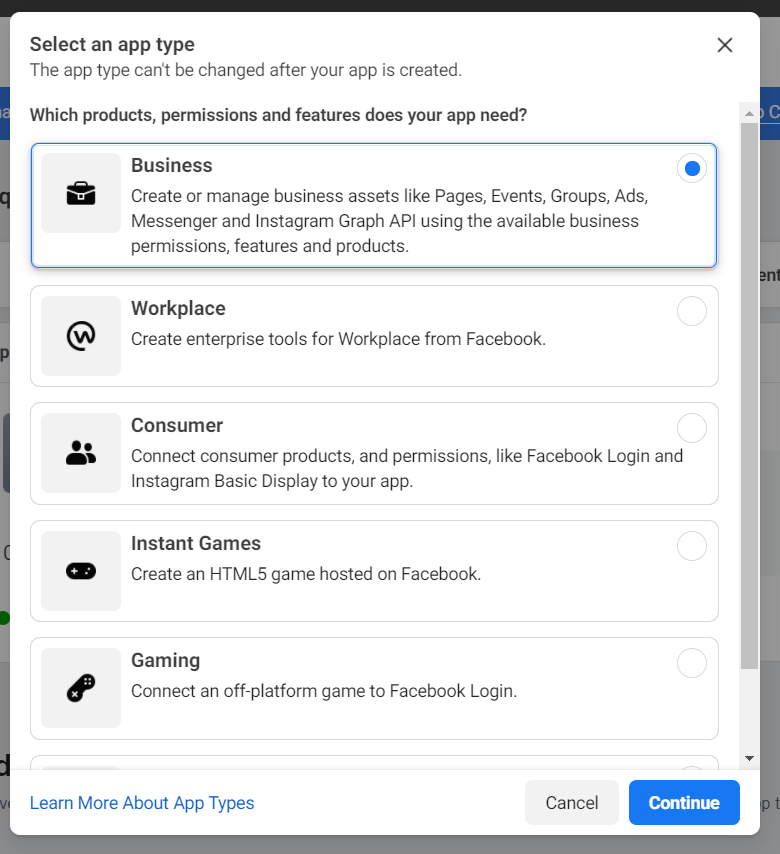 Select an app type
The app type can't be changed after your app is created.
Which products, permissions and features does your app need?
Business
Create or manage business assets like Pages, Events, Groups, Ads,
Messenger and Instagram Graph API using the available business
permissions, features and products.
Workplace
Create enterprise tools for Workplace from Facebook.
Consumer
Connect consumer products, and permissions, like Facebook Login and
Instagram Basic Display to your app.
Instant Games
Create an HTML5 game hosted on Facebook.
Gaming
Connect an off-platform game to Facebook Login.
Learn More About App Types
Cancel
Continue